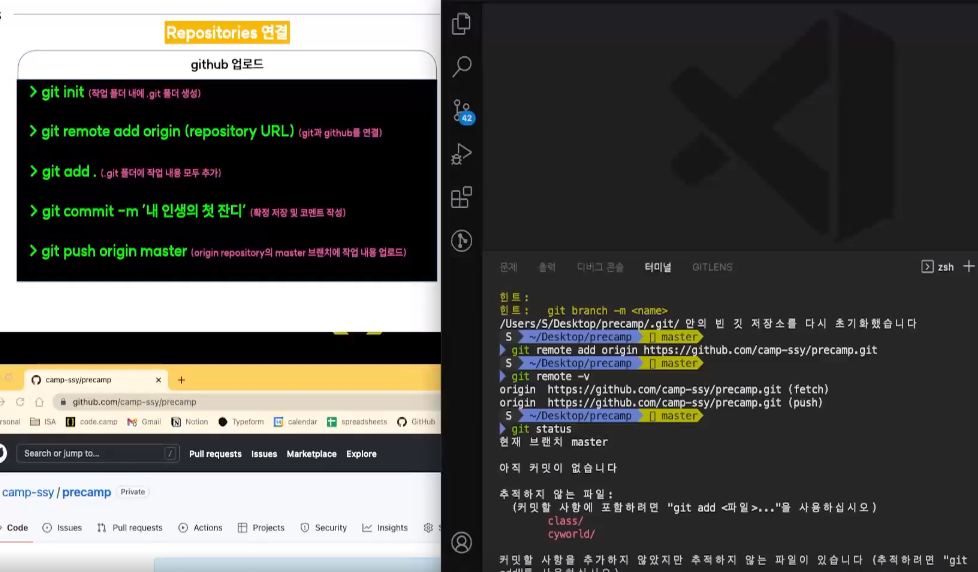 Repositories 연결
github 업로드
> git init (작업 폴더 내에 .git 폴더 생성)
> git remote add origin (repository URL) (git과 github를 연결)
> git add . (.git 폴더에 작업 내용 모두 추가)
> git commit -m '내 인생의 첫 잔디' (확정 저장 및 코멘트 작성)
> git push origin master (origin repository의 master 브랜치에 작업 내용 업로드)
camp-ssy/precamp
github.com/camp-ssy/precamp
rsonal ISA code.camp Gmail Notion Typeform calendar spreadsheets GitHub
Search or jump to... /
Pull requests Issues Marketplace Explore
camp-ssy / precamp Private
Code Issues Pull requests Actions Projects Security Insights
42
문제 출력 디버그 콘솔 터미널 GITLENS
zsh
힌트:
힌트: git branch -m <name>
/Users/S/Desktop/precamp/.git/ 안의 빈 깃 저장소를 다시 초기화했습니다
S ~/Desktop/precamp master
git remote add origin https://github.com/camp-ssy/precamp.git
S ~/Desktop/precamp master
git remote -v
origin https://github.com/camp-ssy/precamp.git (fetch)
origin https://github.com/camp-ssy/precamp.git (push)
S ~/Desktop/precamp master
git status
현재 브랜치 master
아직 커밋이 없습니다
추적하지 않는 파일:
(커밋할 사항에 포함하려면 "git add <파일>..."을 사용하십시오)
class/
cyworld/
커밋할 사항을 추가하지 않았지만 추적하지 않는 파일이 있습니다 (추적하려면 "git